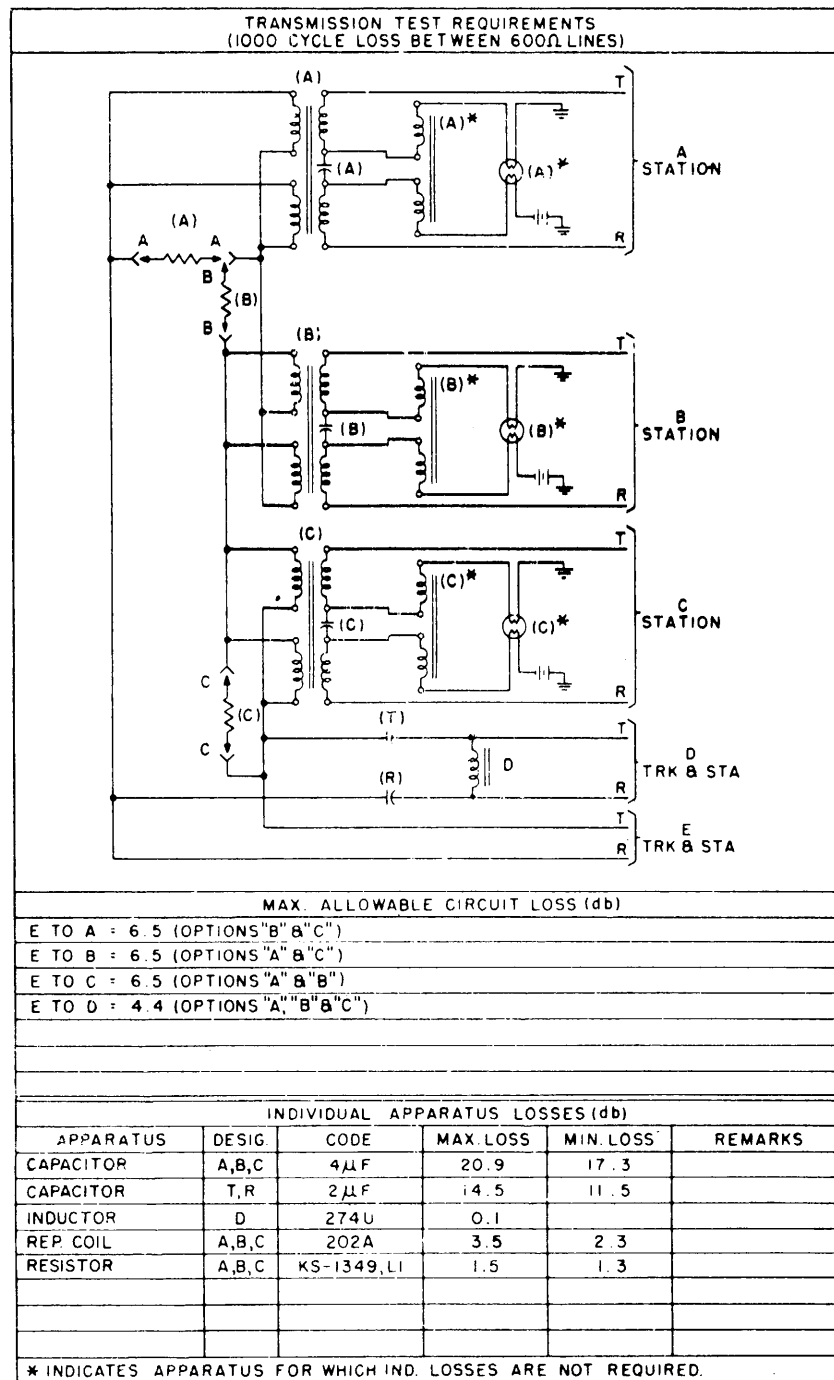 TRANSMISSION TEST REQUIREMENTS
(1000 CYCLE LOSS BETWEEN 600Ω LINES)
(A)
T
(A)*
(A)
(A)*
A
STATION
(A)
A A
R
B
(B)
B
(B)
T
(B)*
(B)
(B)*
B
STATION
R
(C)
T
(C)*
(C)
(C)*
C
STATION
R
C
(C)
C
(T)
T
D
D
TRK & STA
(R)
R
T
E
TRK & STA
R
MAX. ALLOWABLE CIRCUIT LOSS (db)
E TO A = 6.5 (OPTIONS "B" & "C")
E TO B = 6.5 (OPTIONS "A" & "C")
E TO C = 6.5 (OPTIONS "A" & "B")
E TO D = 4.4 (OPTIONS "A," "B" & "C")
INDIVIDUAL APPARATUS LOSSES (db)
APPARATUS DESIG. CODE MAX. LOSS MIN. LOSS REMARKS
CAPACITOR A,B,C 4μF 20.9 17.3
CAPACITOR T,R 2μF 14.5 11.5
INDUCTOR D 274U 0.1
REP. COIL A,B,C 202A 3.5 2.3
RESISTOR A,B,C KS-1349,L1 1.5 1.3
* INDICATES APPARATUS FOR WHICH IND. LOSSES ARE NOT REQUIRED.